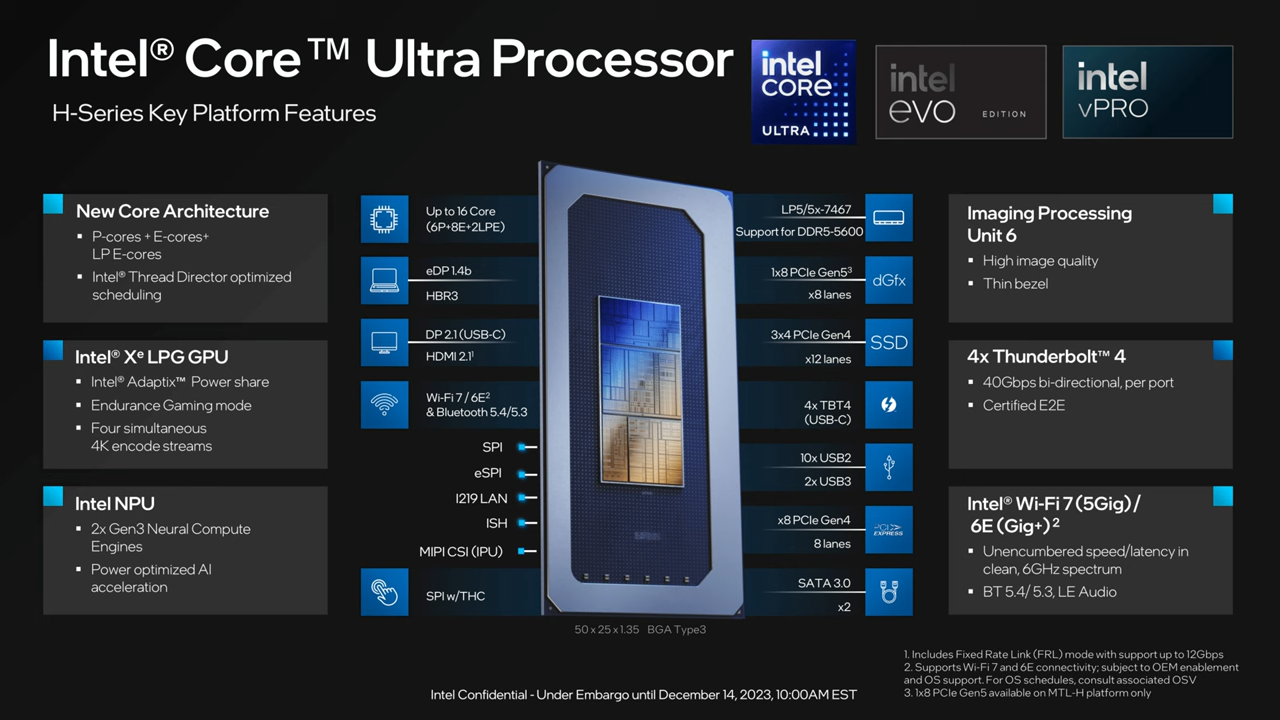 Intel® Core™ Ultra Processor
H-Series Key Platform Features
intel
CORE
ULTRA
intel
evo
EDITION
intel
vPRO
New Core Architecture
▪ P-cores + E-cores+
LP E-cores
▪ Intel® Thread Director optimized
scheduling
Intel® Xᵉ LPG GPU
▪ Intel® Adaptix™ Power share
▪ Endurance Gaming mode
▪ Four simultaneous
4K encode streams
Intel NPU
▪ 2x Gen3 Neural Compute
Engines
▪ Power optimized AI
acceleration
Up to 16 Core
(6P+8E+2LPE)
eDP 1.4b
HBR3
DP 2.1 (USB-C)
HDMI 2.1¹
Wi-Fi 7 / 6E²
& Bluetooth 5.4/5.3
SPI
eSPI
I219 LAN
ISH
MIPI CSI (IPU)
SPI w/THC
50 x 25 x 1.35 BGA Type3
LP5/5x-7467
Support for DDR5-5600
1x8 PCIe Gen5³
x8 lanes
dGfx
3x4 PCIe Gen4
x12 lanes
SSD
4x TBT4
(USB-C)
10x USB2
2x USB3
x8 PCIe Gen4
8 lanes
PCI
EXPRESS
SATA 3.0
x2
Imaging Processing
Unit 6
▪ High image quality
▪ Thin bezel
4x Thunderbolt™ 4
▪ 40Gbps bi-directional, per port
▪ Certified E2E
Intel® Wi-Fi 7 (5Gig)/
6E (Gig+)²
▪ Unencumbered speed/latency in
clean, 6GHz spectrum
▪ BT 5.4/ 5.3, LE Audio
1. Includes Fixed Rate Link (FRL) mode with support up to 12Gbps
2. Supports Wi-Fi 7 and 6E connectivity; subject to OEM enablement
and OS support. For OS schedules, consult associated OSV
3. 1x8 PCIe Gen5 available on MTL-H platform only
Intel Confidential - Under Embargo until December 14, 2023, 10:00AM EST